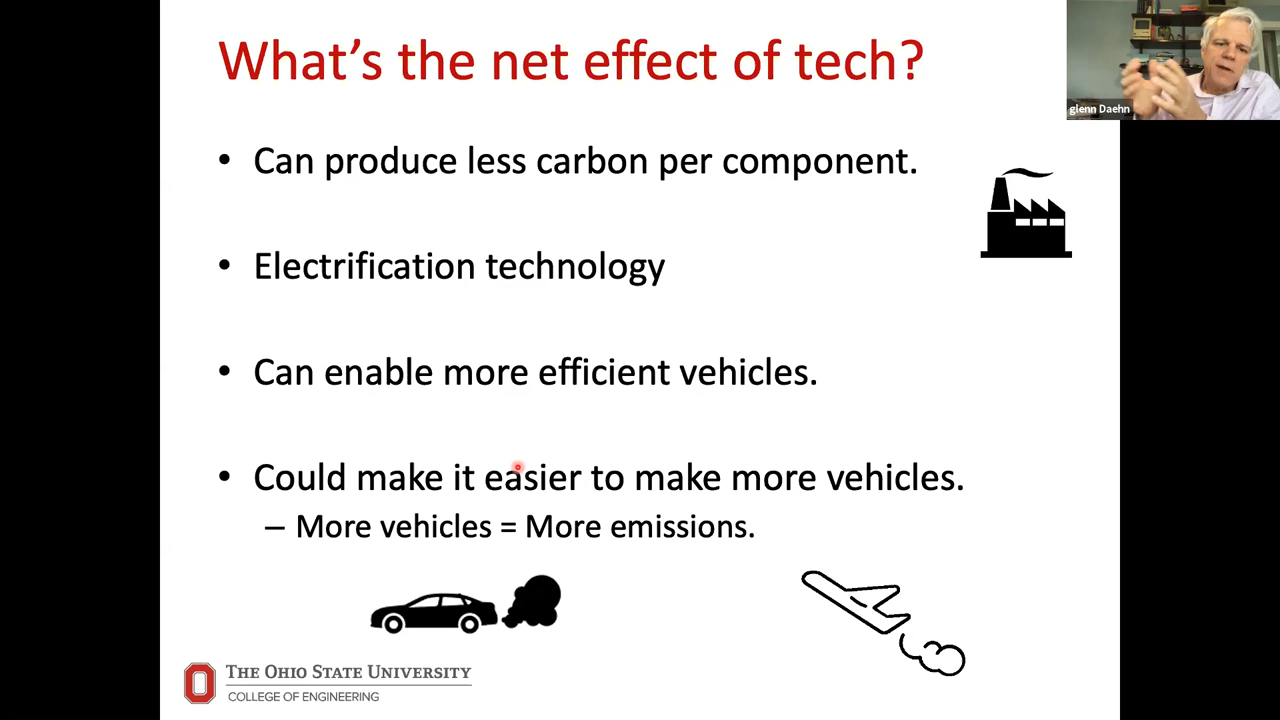 What's the net effect of tech?
glenn Daehn
• Can produce less carbon per component.
• Electrification technology
• Can enable more efficient vehicles.
• Could make it easier to make more vehicles.
– More vehicles = More emissions.
THE OHIO STATE UNIVERSITY
COLLEGE OF ENGINEERING